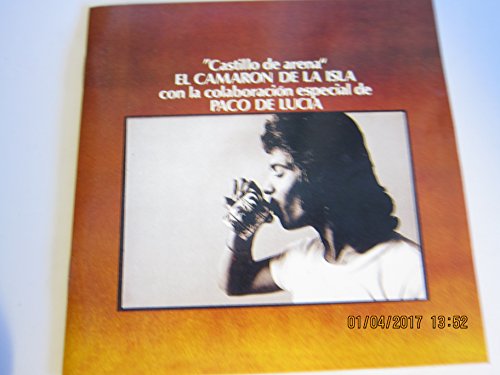 "Castillo de arena"
EL CAMARON DE LA ISLA
con la colaboración especial de
PACO DE LUCIA
01/04/2017 13:52